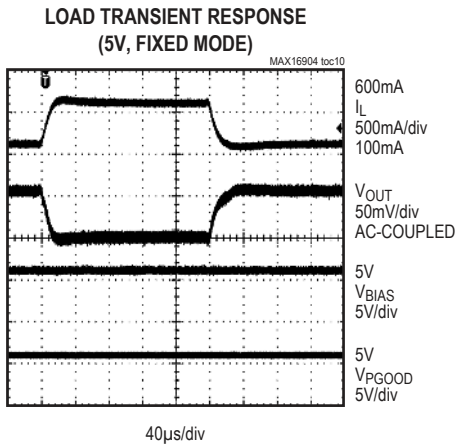 LOAD TRANSIENT RESPONSE
(5V, FIXED MODE)
MAX16904 toc10
T
600mA
IL
500mA/div
100mA
VOUT
50mV/div
AC-COUPLED
5V
VBIAS
5V/div
5V
VPGOOD
5V/div
40µs/div